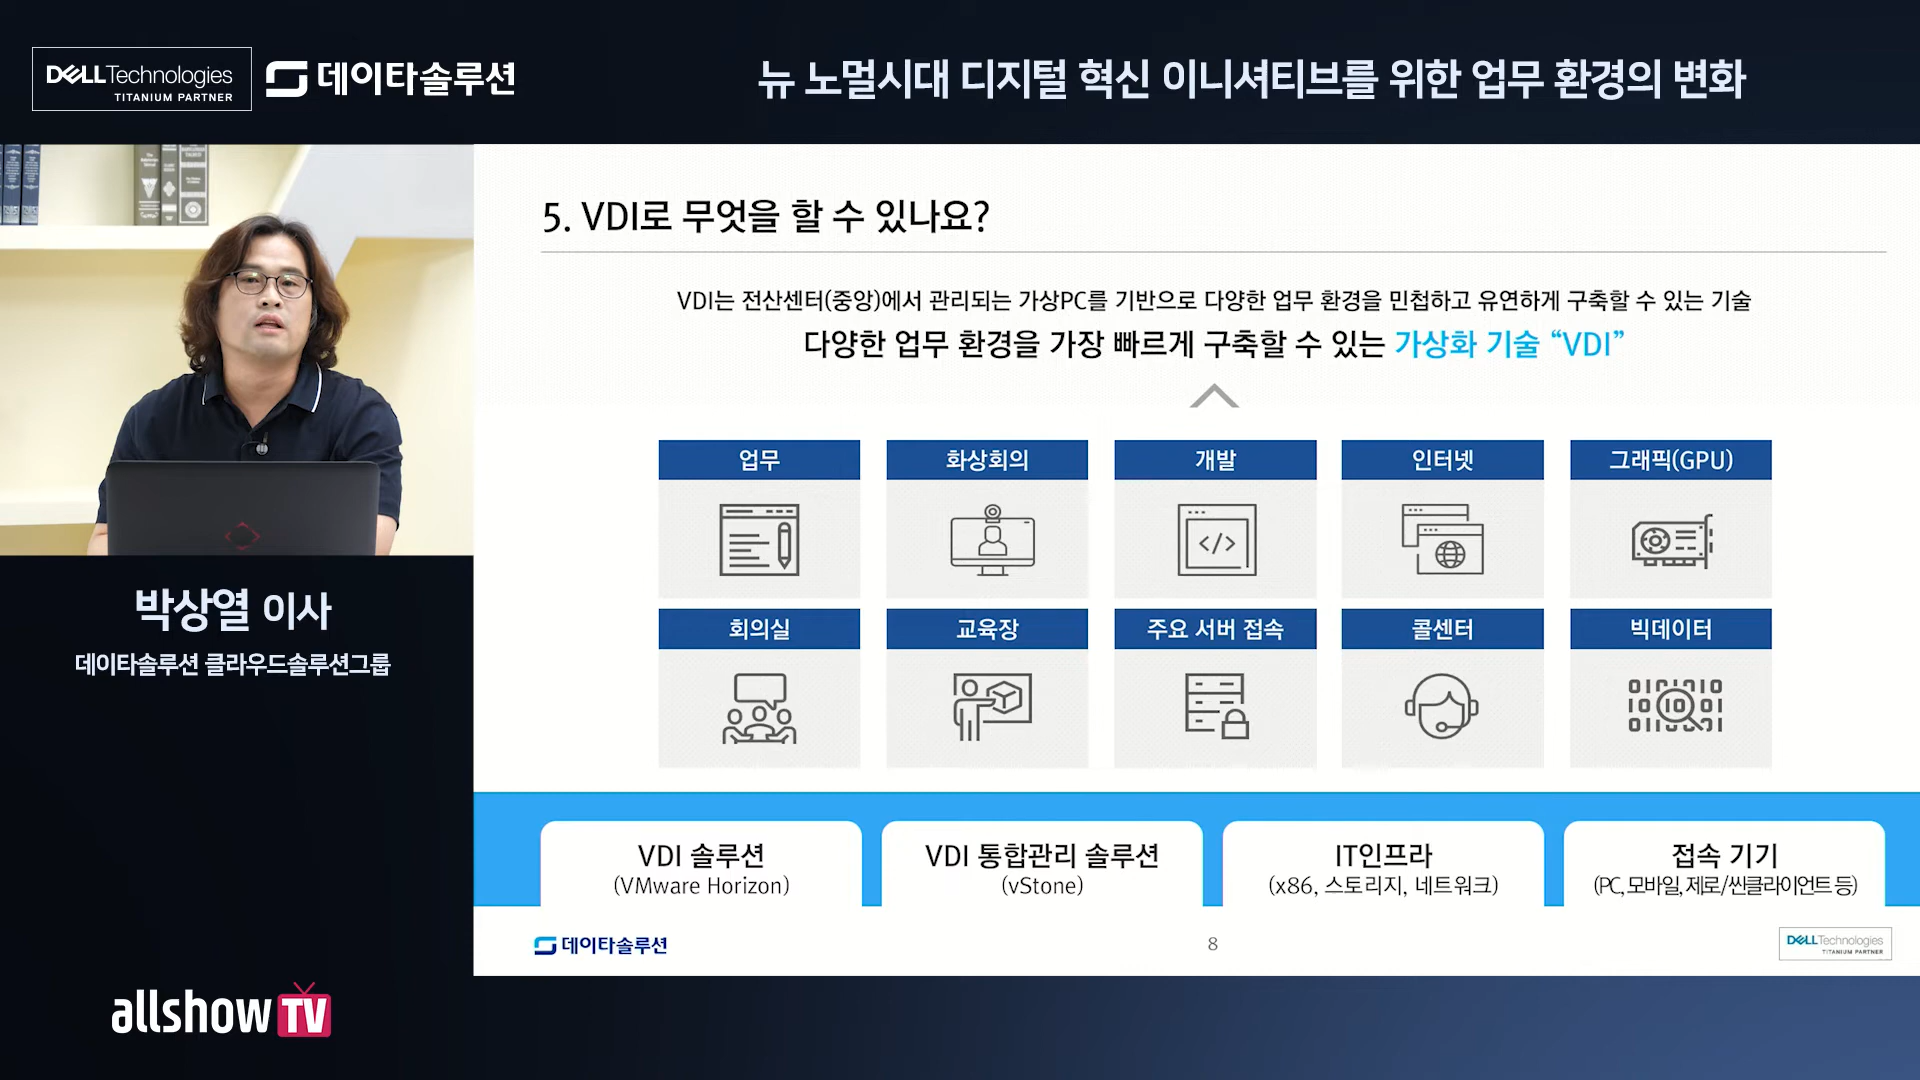 DELLTechnologies
TITANIUM PARTNER
데이타솔루션
뉴 노멀시대 디지털 혁신 이니셔티브를 위한 업무 환경의 변화
5. VDI로 무엇을 할 수 있나요?
VDI는 전산센터(중앙)에서 관리되는 가상PC를 기반으로 다양한 업무 환경을 민첩하고 유연하게 구축할 수 있는 기술
다양한 업무 환경을 가장 빠르게 구축할 수 있는 가상화 기술 “VDI”
업무
화상회의
개발
인터넷
그래픽(GPU)
</>
회의실
교육장
주요 서버 접속
콜센터
빅데이터
VDI 솔루션
(VMware Horizon)
VDI 통합관리 솔루션
(vStone)
IT인프라
(x86, 스토리지, 네트워크)
접속 기기
(PC, 모바일, 제로/씬클라이언트 등)
데이타솔루션
8
DELLTechnologies
TITANIUM PARTNER
박상열 이사
데이타솔루션 클라우드솔루션그룹
allshow TV